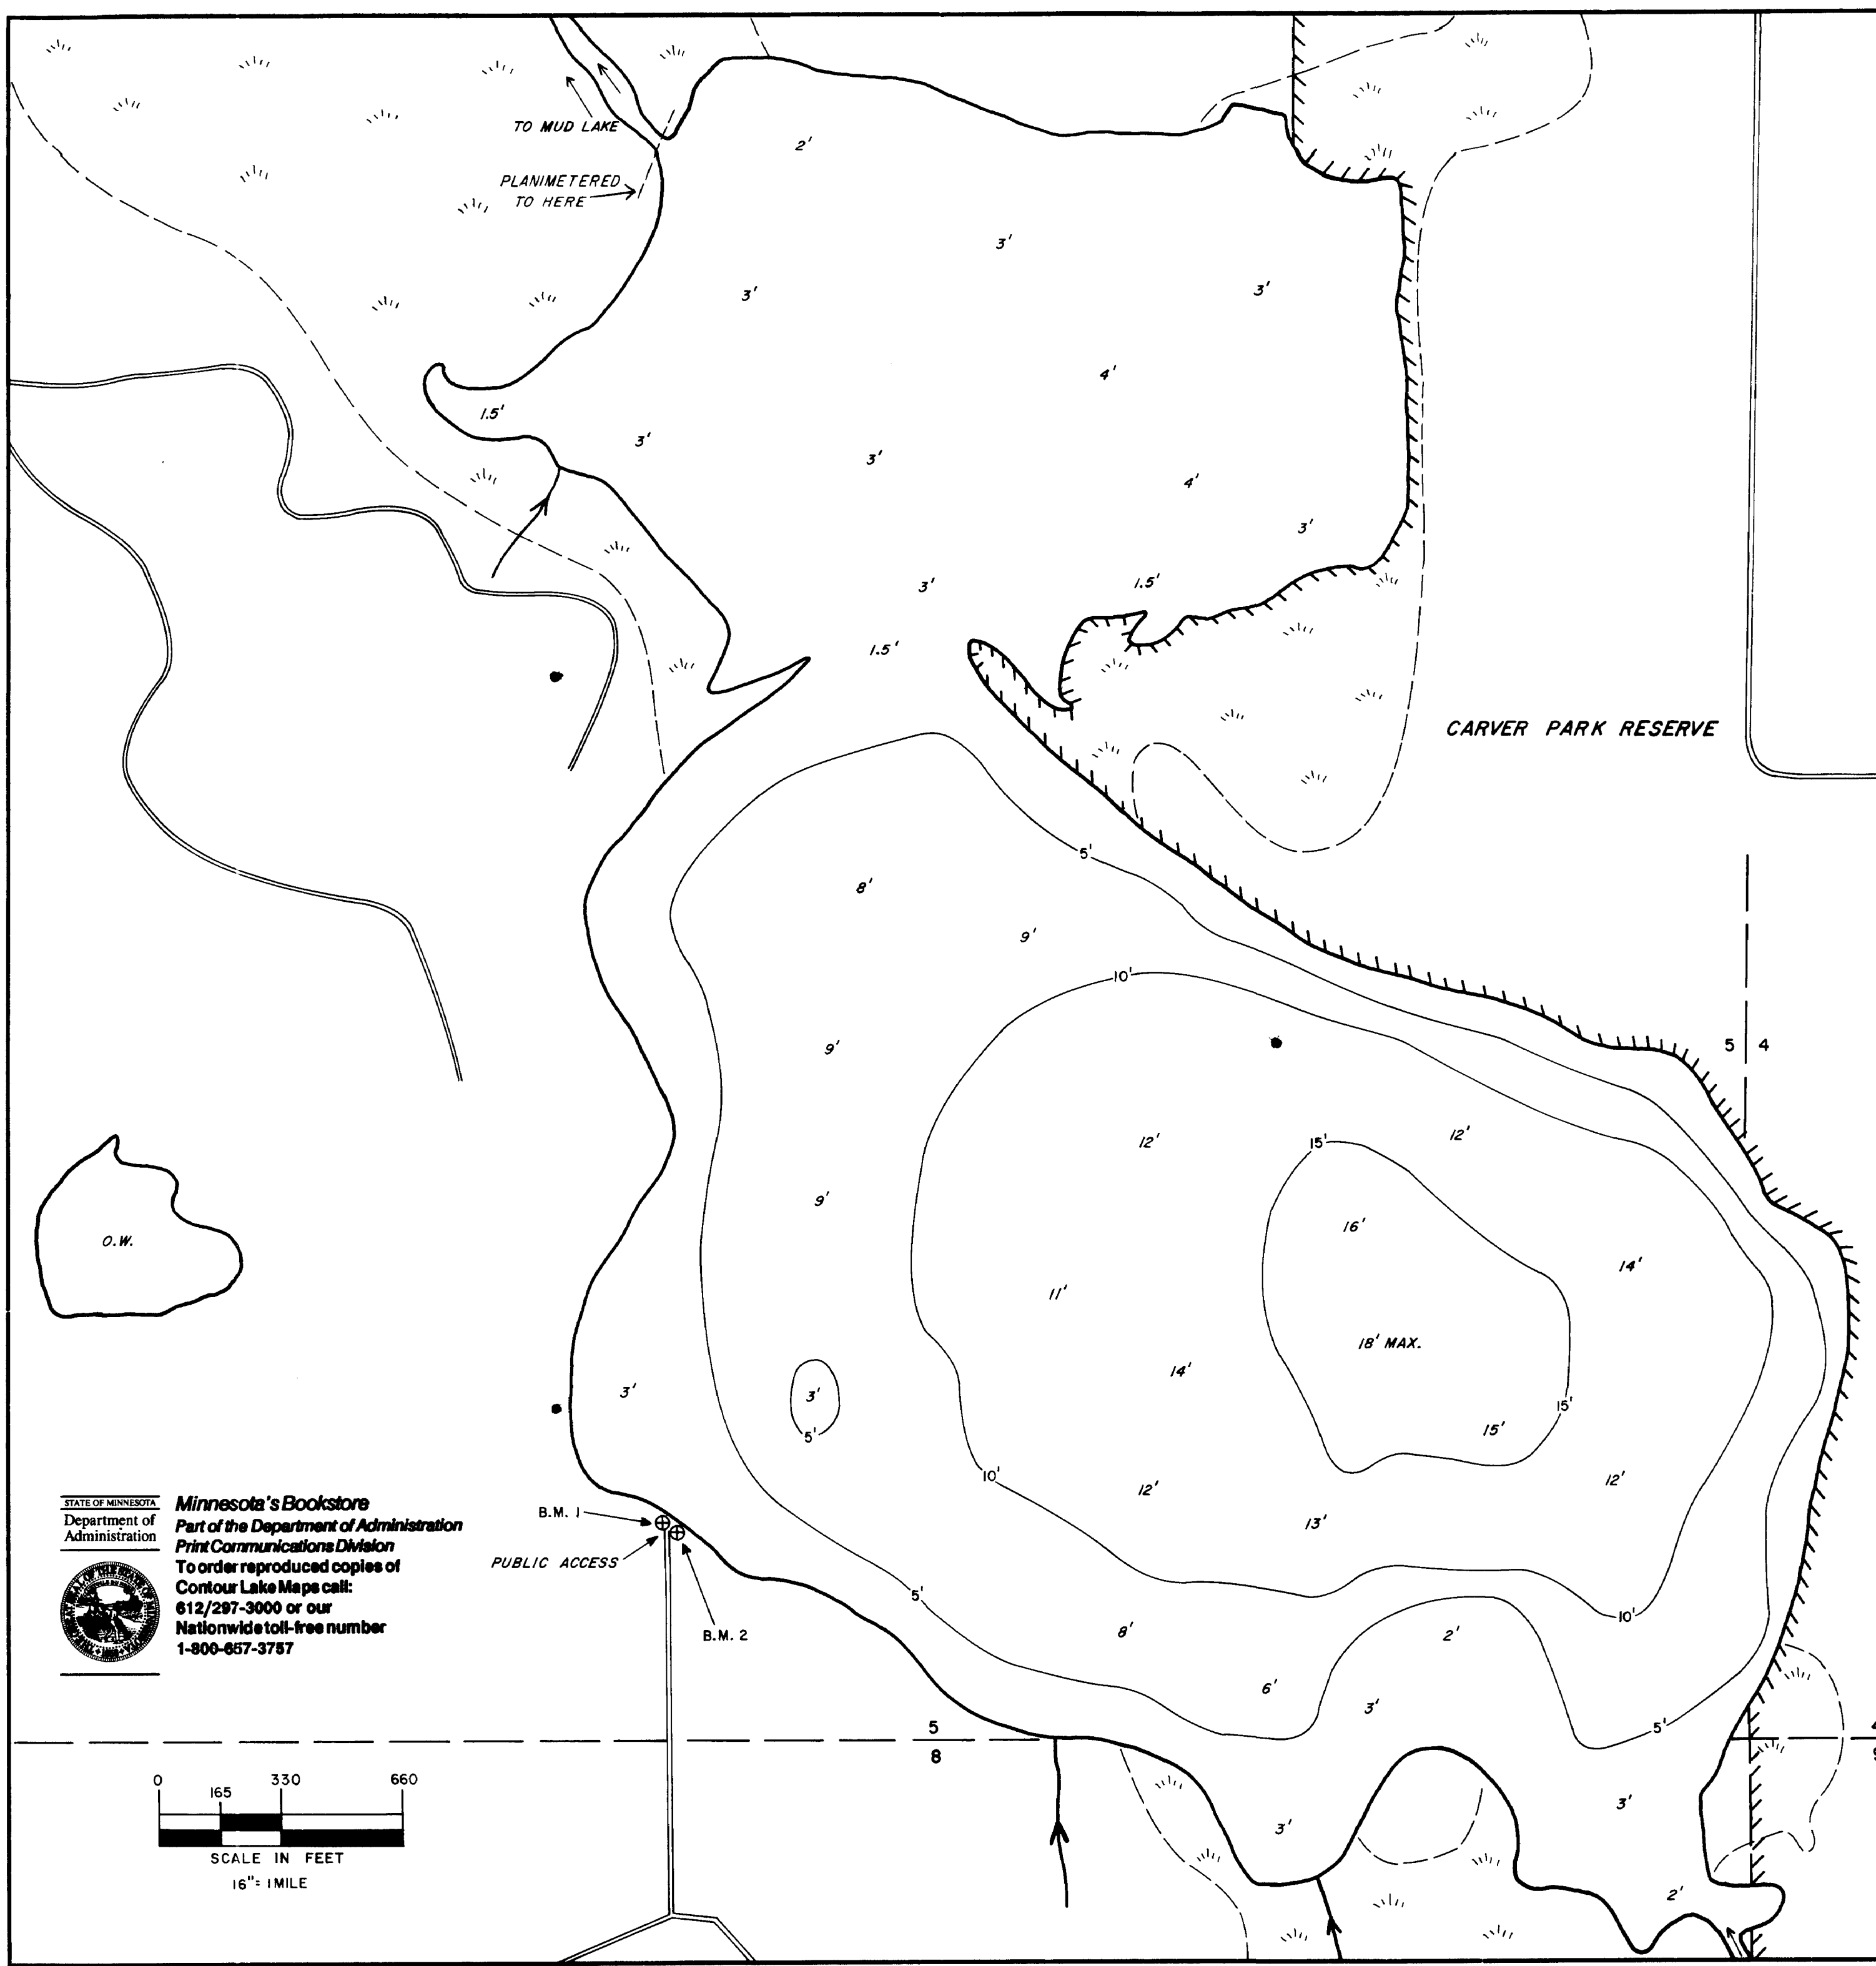 TO MUD LAKE
2'
PLANIMETERED
TO HERE
3'
3'
3'
4'
1.5'
3'
3'
4'
3'
3'
1.5'
1.5'
CARVER PARK RESERVE
5'
8'
9'
10'
9'
5 4
12'
15'
12'
9'
16'
O.W.
14'
11'
18' MAX.
14'
3'
3'
5'
15'
15'
10'
12'
12'
13'
STATE OF MINNESOTA
Department of
Administration
Minnesota's Bookstore
Part of the Department of Administration
Print Communications Division
To order reproduced copies of
Contour Lake Maps call:
612/297-3000 or our
Nationwide toll-free number
1-800-657-3757
B.M. 1
PUBLIC ACCESS
B.M. 2
5'
10'
8'
2'
6'
3'
5'
5
8
4
9
3'
3'
2'
0 165 330 660
SCALE IN FEET
16"= 1 MILE